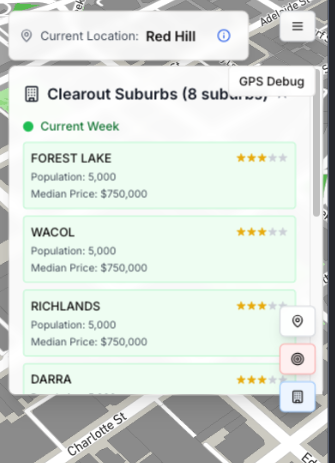 Adelaide St
Current Location: Red Hill
GPS Debug
Clearout Suburbs (8 suburbs)
Current Week
FOREST LAKE
Population: 5,000
Median Price: $750,000
WACOL
Population: 5,000
Median Price: $750,000
RICHLANDS
Population: 5,000
Median Price: $750,000
DARRA
Charlotte St